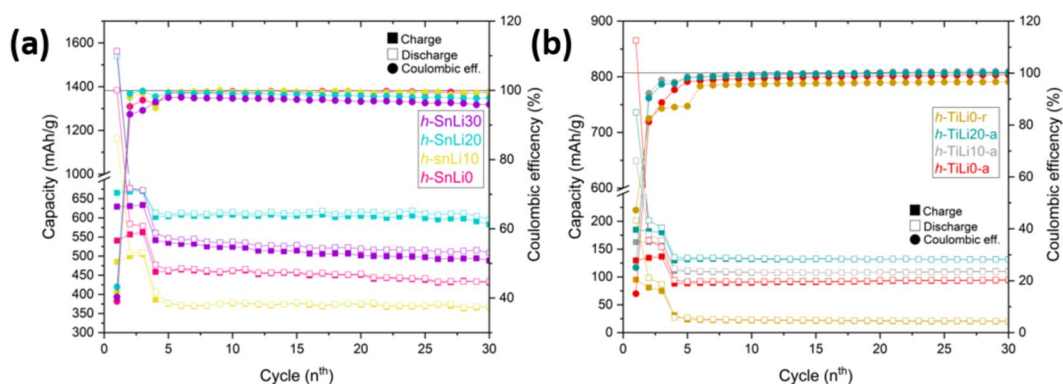 (a)
Capacity (mAh/g)
1600
1400
1200
1000
650
600
550
500
450
400
350
300
120
100
80
60
40
Coulombic efficency (%)
Charge
Discharge
Coulombic eff.
h-SnLi30
h-SnLi20
h-snLi10
h-SnLi0
0 5 10 15 20 25 30
Cycle (nth)
(b)
Capacity (mAh/g)
900
800
700
600
200
150
100
50
0
120
100
80
60
40
20
0
Coulombic efficency (%)
h-TiLi0-r
h-TiLi20-a
h-TiLi10-a
h-TiLi0-a
Charge
Discharge
Coulombic eff.
0 5 10 15 20 25 30
Cycle (nth)